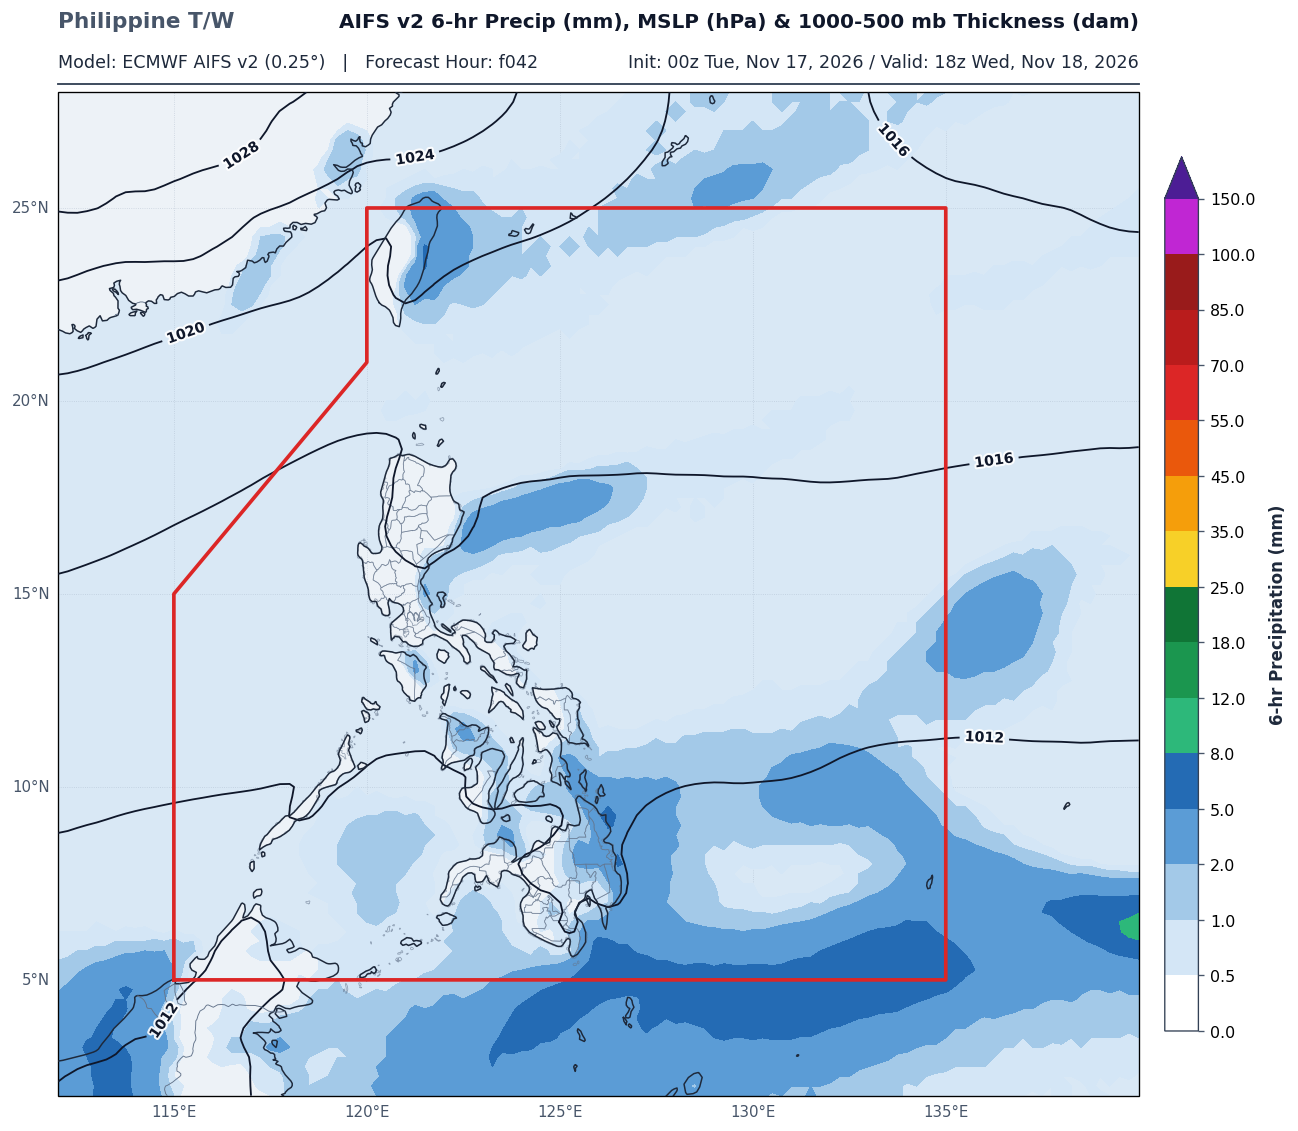 Philippine T/W
AIFS v2 6-hr Precip (mm), MSLP (hPa) & 1000-500 mb Thickness (dam)
Model: ECMWF AIFS v2 (0.25°)   |   Forecast Hour: f042
Init: 00z Tue, Nov 17, 2026 / Valid: 18z Wed, Nov 18, 2026
1028
1024
1016
1020
1016
1012
1012
25°N
20°N
15°N
10°N
5°N
115°E
120°E
125°E
130°E
135°E
150.0
100.0
85.0
70.0
55.0
45.0
35.0
25.0
18.0
12.0
8.0
5.0
2.0
1.0
0.5
0.0
6-hr Precipitation (mm)